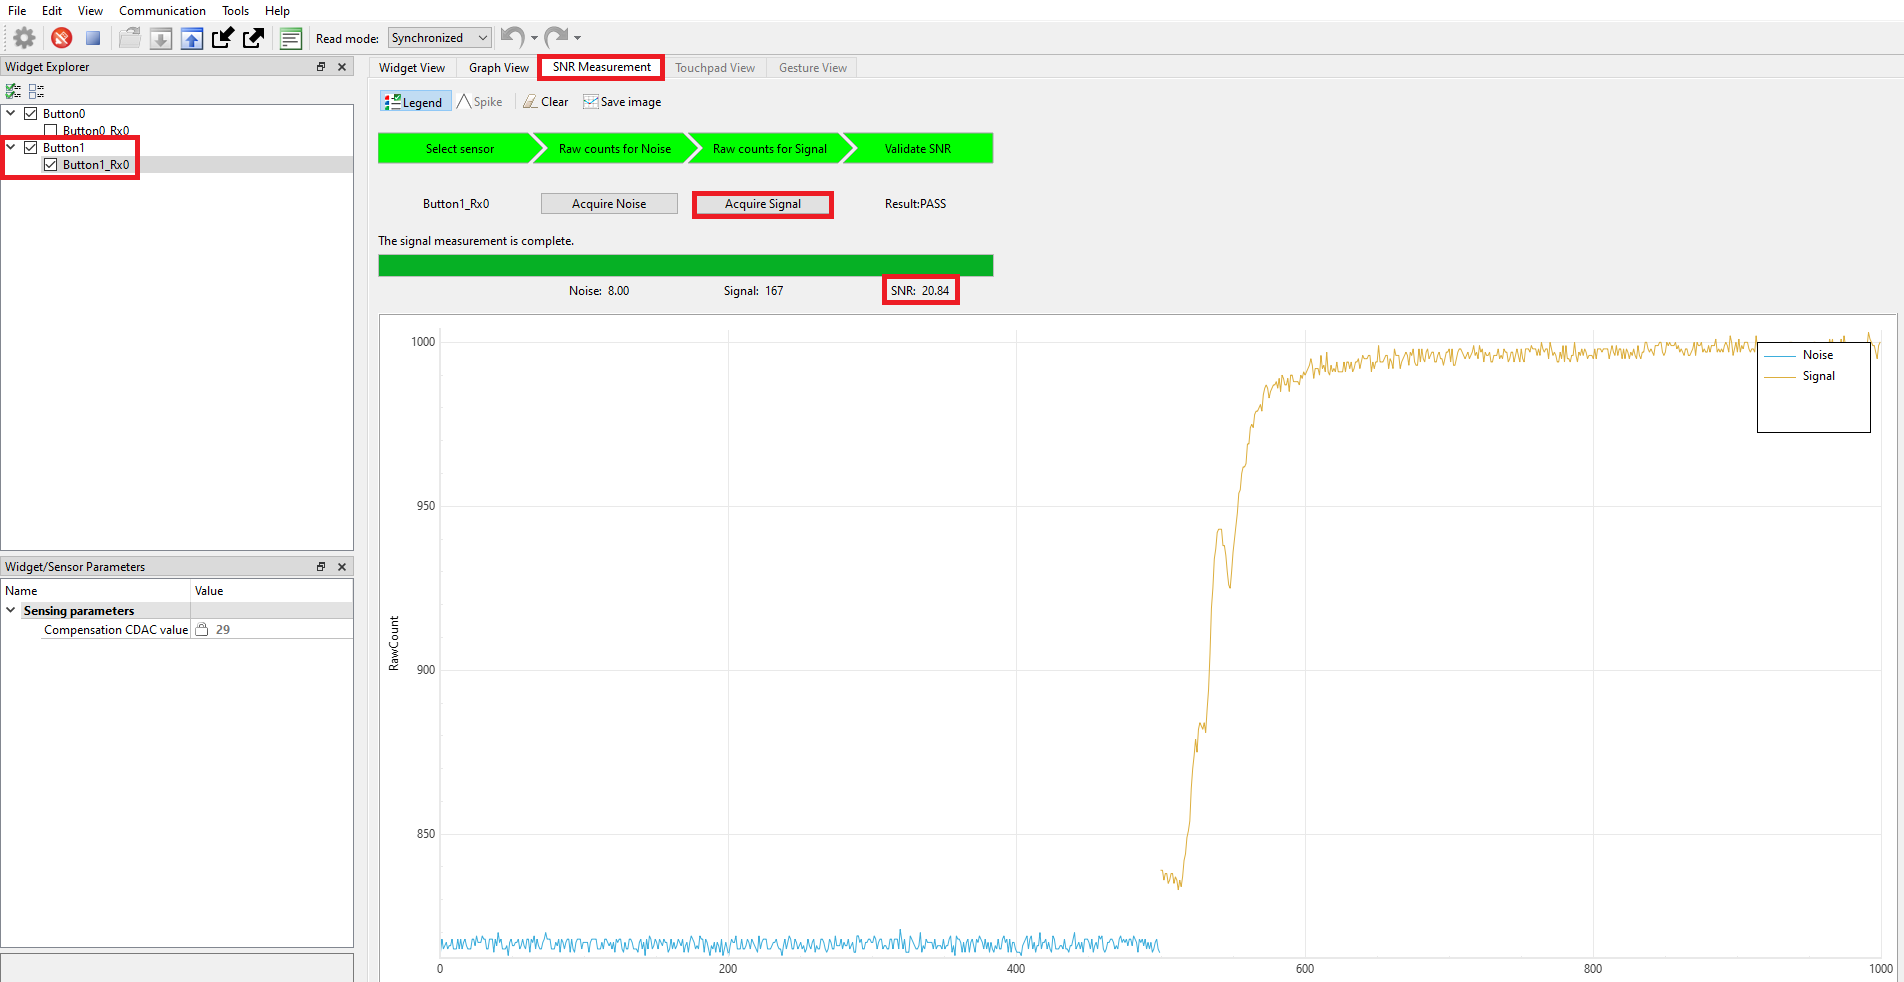 File Edit View Communication Tools Help
Read mode: Synchronized
Widget Explorer
Button0
Button0_Rx0
Button1
Button1_Rx0
Widget/Sensor Parameters
Name Value
Sensing parameters
Compensation CDAC value 29
Widget View Graph View SNR Measurement Touchpad View Gesture View
Legend Spike Clear Save image
Select sensor Raw counts for Noise Raw counts for Signal Validate SNR
Button1_Rx0 Acquire Noise Acquire Signal Result:PASS
The signal measurement is complete.
Noise: 8.00 Signal: 167 SNR: 20.84
1000
950
900
850
RawCount
Noise
Signal
0 200 400 600 800 1000